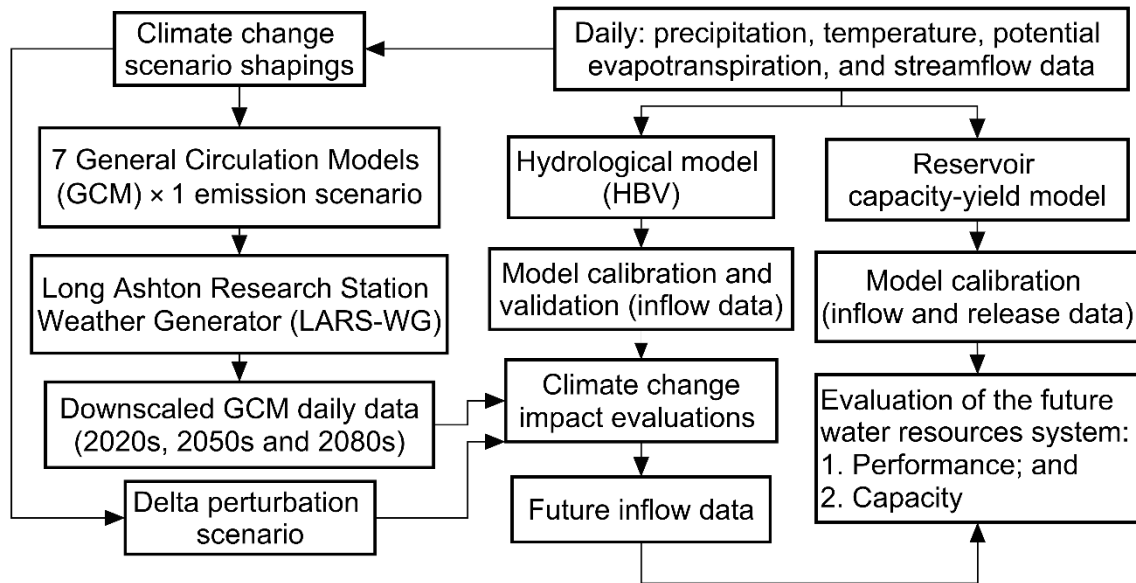 Climate change
scenario shapings
Daily: precipitation, temperature, potential
evapotranspiration, and streamflow data
7 General Circulation Models
(GCM) × 1 emission scenario
Hydrological model
(HBV)
Reservoir
capacity-yield model
Long Ashton Research Station
Weather Generator (LARS-WG)
Model calibration and
validation (inflow data)
Model calibration
(inflow and release data)
Downscaled GCM daily data
(2020s, 2050s and 2080s)
Climate change
impact evaluations
Evaluation of the future
water resources system:
1. Performance; and
2. Capacity
Delta perturbation
scenario
Future inflow data